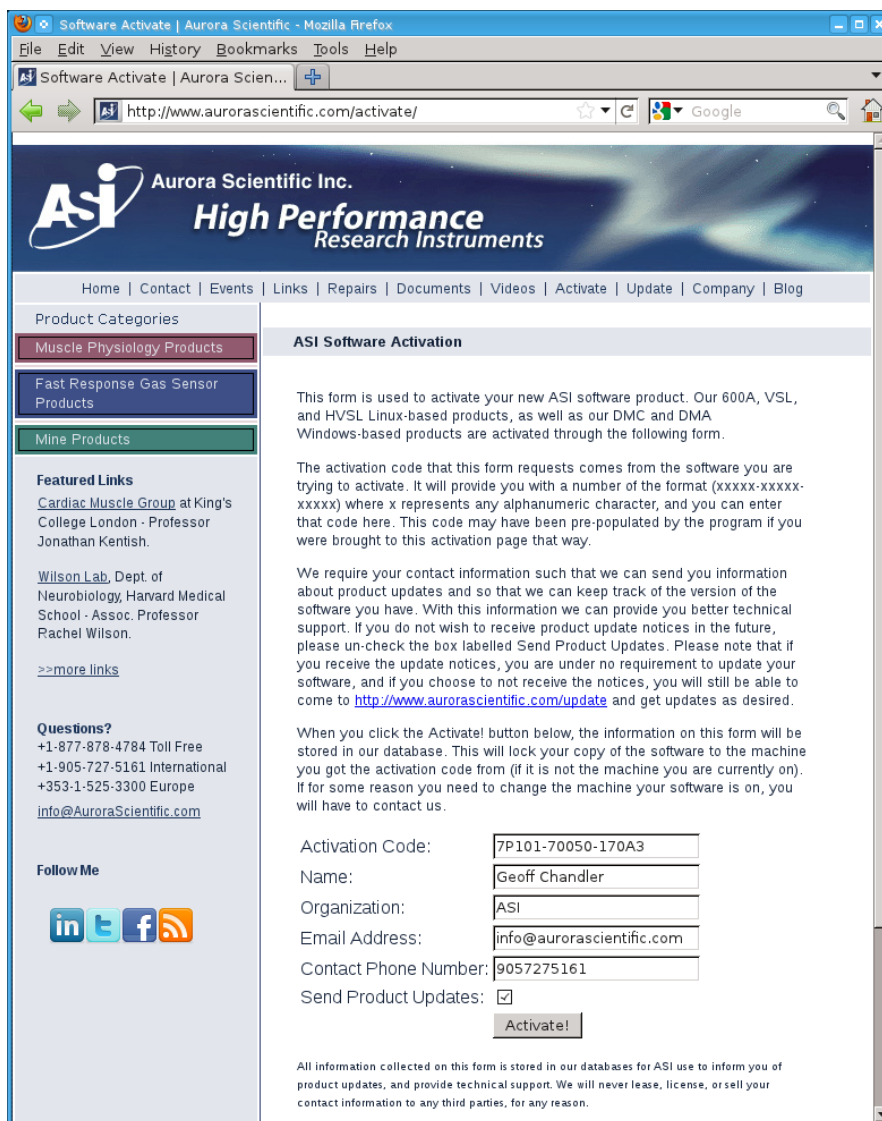 Software Activate | Aurora Scientific - Mozilla Firefox
File Edit View History Bookmarks Tools Help
Software Activate | Aurora Scien...
http://www.aurorascientific.com/activate/
Google
ASi
Aurora Scientific Inc.
High Performance
Research Instruments
Home | Contact | Events | Links | Repairs | Documents | Videos | Activate | Update | Company | Blog
Product Categories
Muscle Physiology Products
Fast Response Gas Sensor
Products
Mine Products
Featured Links
Cardiac Muscle Group at King's
College London - Professor
Jonathan Kentish.
Wilson Lab, Dept. of
Neurobiology, Harvard Medical
School - Assoc. Professor
Rachel Wilson.
>>more links
Questions?
+1-877-878-4784 Toll Free
+1-905-727-5161 International
+353-1-525-3300 Europe
info@AuroraScientific.com
Follow Me
ASI Software Activation
This form is used to activate your new ASI software product. Our 600A, VSL,
and HVSL Linux-based products, as well as our DMC and DMA
Windows-based products are activated through the following form.
The activation code that this form requests comes from the software you are
trying to activate. It will provide you with a number of the format (xxxxx-xxxxx-
xxxxx) where x represents any alphanumeric character, and you can enter
that code here. This code may have been pre-populated by the program if you
were brought to this activation page that way.
We require your contact information such that we can send you information
about product updates and so that we can keep track of the version of the
software you have. With this information we can provide you better technical
support. If you do not wish to receive product update notices in the future,
please un-check the box labelled Send Product Updates. Please note that if
you receive the update notices, you are under no requirement to update your
software, and if you choose to not receive the notices, you will still be able to
come to http://www.aurorascientific.com/update and get updates as desired.
When you click the Activate! button below, the information on this form will be
stored in our database. This will lock your copy of the software to the machine
you got the activation code from (if it is not the machine you are currently on).
If for some reason you need to change the machine your software is on, you
will have to contact us.
Activation Code: 7P101-70050-170A3
Name: Geoff Chandler
Organization: ASI
Email Address: info@aurorascientific.com
Contact Phone Number: 9057275161
Send Product Updates:
Activate!
All information collected on this form is stored in our databases for ASI use to inform you of
product updates, and provide technical support. We will never lease, license, or sell your
contact information to any third parties, for any reason.